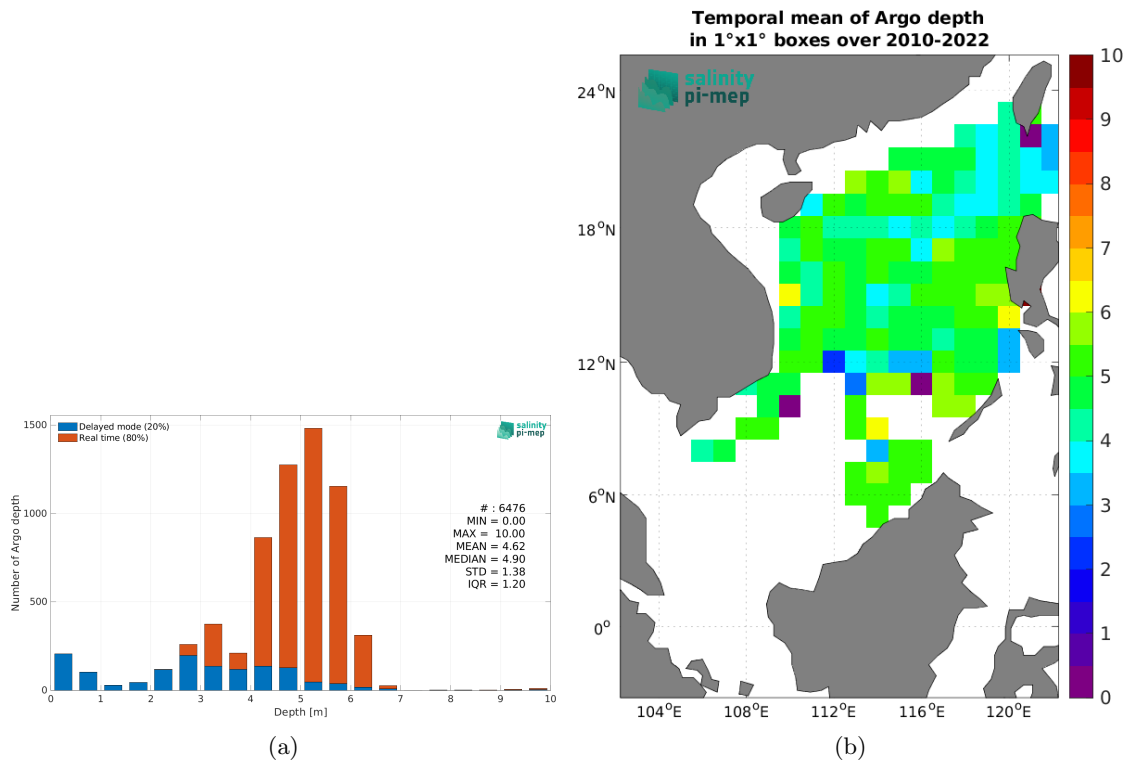 Delayed mode (20%)
Real time (80%)
salinity
pi-mep
# : 6476
MIN = 0.00
MAX = 10.00
MEAN = 4.62
MEDIAN = 4.90
STD = 1.38
IQR = 1.20
Number of Argo depth
1500
1000
500
0
0 1 2 3 4 5 6 7 8 9 10
Depth [m]
(a)
Temporal mean of Argo depth
in 1°x1° boxes over 2010-2022
salinity
pi-mep
24°N
18°N
12°N
6°N
0°
104°E 108°E 112°E 116°E 120°E
10
9
8
7
6
5
4
3
2
1
0
(b)